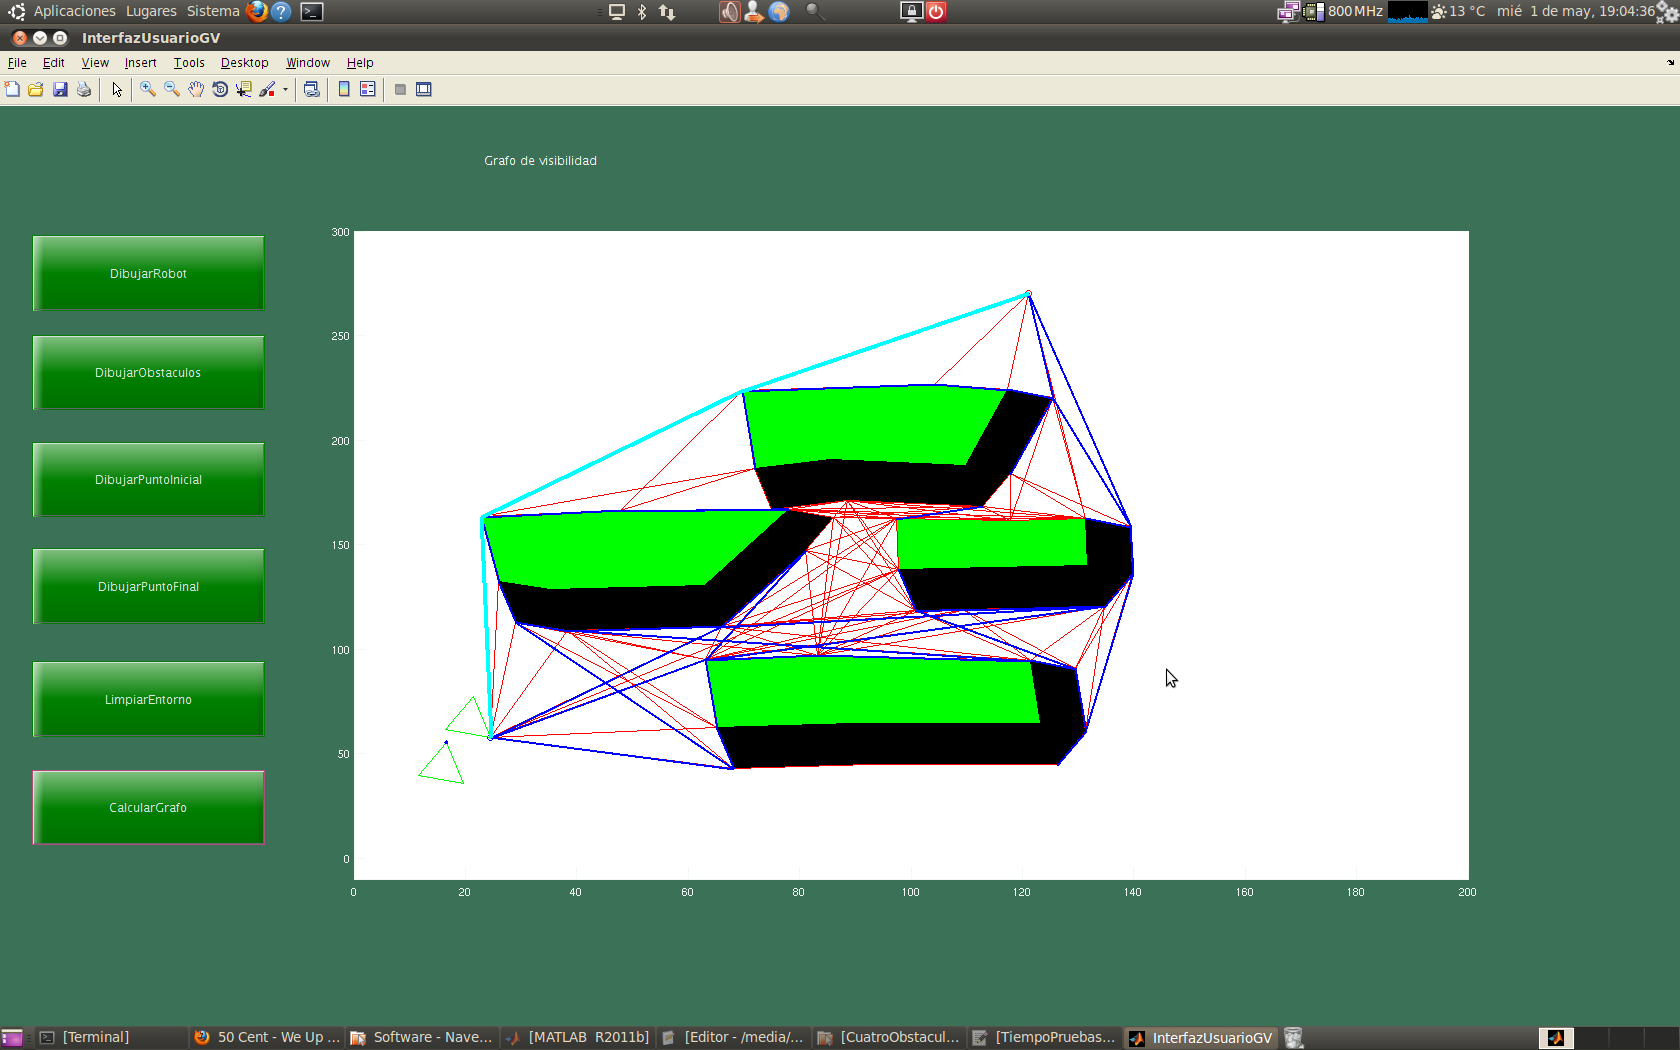 Aplicaciones Lugares Sistema
800 MHz
13 °C
mié 1 de may, 19:04:36
InterfazUsuarioGV
File Edit View Insert Tools Desktop Window Help
Grafo de visibilidad
DibujarRobot
DibujarObstaculos
DibujarPuntoInicial
DibujarPuntoFinal
LimpiarEntorno
CalcularGrafo
300
250
200
150
100
50
0
0 20 40 60 80 100 120 140 160 180 200
[Terminal]
50 Cent - We Up ...
Software - Nave...
[MATLAB R2011b]
[Editor - /media/...
[CuatroObstacul...
[TiempoPruebas...
InterfazUsuarioGV